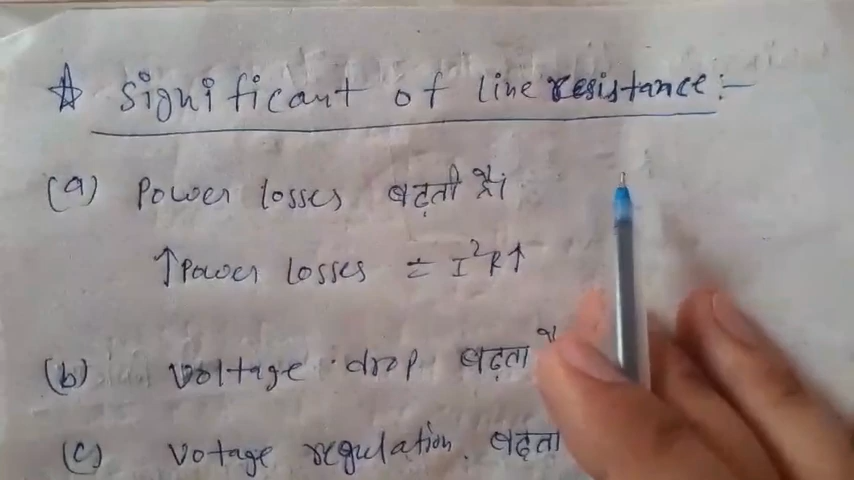 ☆ Significant of line resistance :-
(a) Power losses बढ़ती हैं।
↑Power losses = I²R↑
(b) voltage drop बढ़ता है
(c) votage regulation. बढ़ता